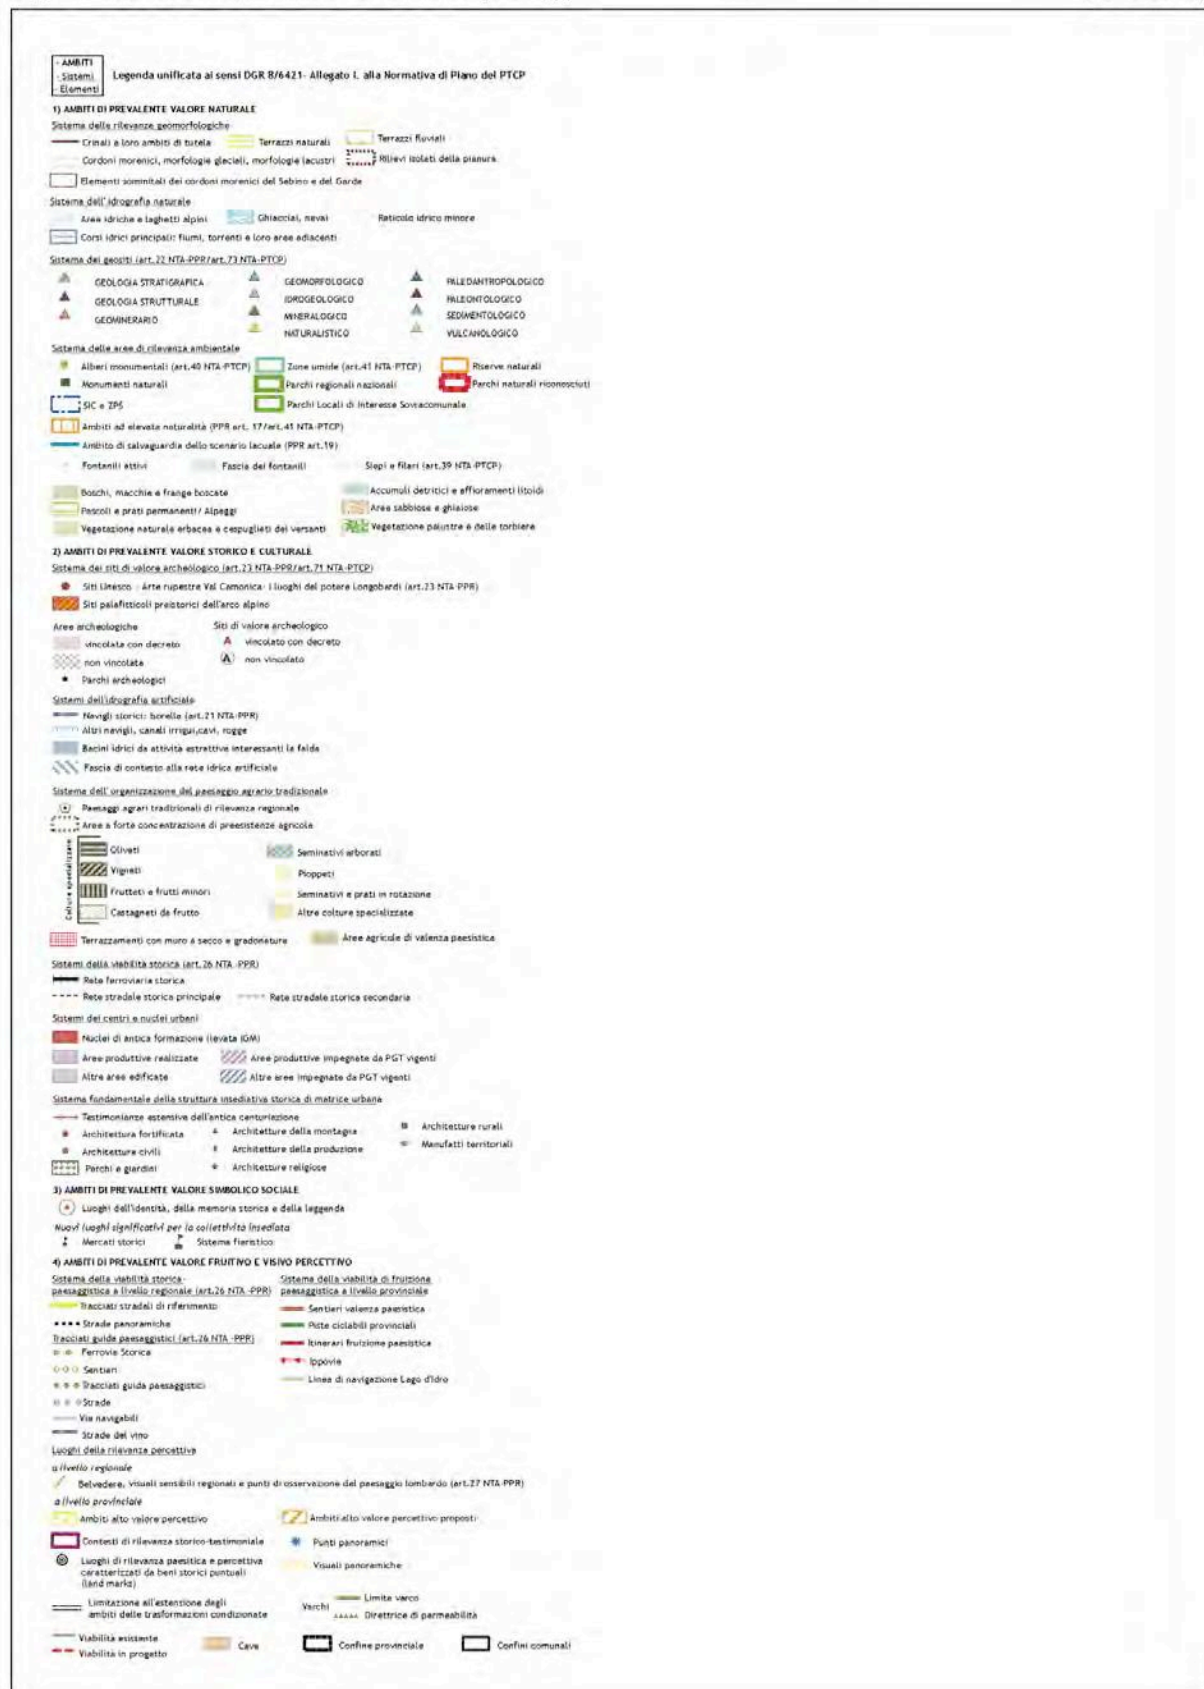 - AMBITI
- Sistemi
- Elementi
Legenda unificata ai sensi DGR 8/6421- Allegato I. alla Normativa di Piano del PTCP
1) AMBITI DI PREVALENTE VALORE NATURALE
Sistema delle rilevanze geomorfologiche
Crinali e loro ambiti di tutela Terrazzi naturali Terrazzi fluviali
Cordoni morenici, morfologie glaciali, morfologie lacustri Rilievi isolati della pianura
Elementi sommitali dei cordoni morenici del Sebino e del Garda
Sistema dell'idrografia naturale
Aree idriche e laghetti alpini Ghiacciai, nevai Reticolo idrico minore
Corsi idrici principali: fiumi, torrenti e loro aree adiacenti
Sistema dei geositi (art.22 NTA-PPR/art.73 NTA-PTCP)
GEOLOGIA STRATIGRAFICA GEOMORFOLOGICO PALEOANTROPOLOGICO
GEOLOGIA STRUTTURALE IDROGEOLOGICO PALEONTOLOGICO
GEOMINERARIO MINERALOGICO SEDIMENTOLOGICO
NATURALISTICO VULCANOLOGICO
Sistema delle aree di rilevanza ambientale
Alberi monumentali (art.40 NTA-PTCP) Zone umide (art.41 NTA-PTCP) Riserve naturali
Monumenti naturali Parchi regionali nazionali Parchi naturali riconosciuti
SIC e ZPS Parchi Locali di Interesse Sovracomunale
Ambiti ad elevata naturalità (PPR art. 17/art.41 NTA-PTCP)
Ambito di salvaguardia dello scenario lacuale (PPR art.19)
Fontanili attivi Fascia dei fontanili Siepi e filari (art.39 NTA-PTCP)
Boschi, macchie e frange boscate Accumuli detritici e affioramenti litoidi
Pascoli e prati permanenti/ Alpeggi Aree sabbiose e ghiaiose
Vegetazione naturale erbacea e cespuglieti dei versanti Vegetazione palustre e delle torbiere
2) AMBITI DI PREVALENTE VALORE STORICO E CULTURALE
Sistema dei siti di valore archeologico (art.23 NTA-PPR/art.71 NTA-PTCP)
Siti Unesco - Arte rupestre Val Camonica- I luoghi del potere Longobardi (art.23 NTA-PPR)
Siti palafitticoli preistorici dell'arco alpino
Aree archeologiche Siti di valore archeologico
vincolata con decreto A vincolato con decreto
non vincolata (A) non vincolato
Parchi archeologici
Sistemi dell'idrografia artificiale
Navigli storici: borelle (art.21 NTA-PPR)
Altri navigli, canali irrigui,cavi, rogge
Bacini idrici da attività estrattive interessanti la falda
Fascia di contesto alla rete idrica artificiale
Sistema dell'organizzazione del paesaggio agrario tradizionale
Paesaggi agrari tradizionali di rilevanza regionale
Aree a forte concentrazione di preesistenze agricola
Colture specializzate
Oliveti Seminativi arborati
Vigneti Pioppeti
Frutteti e frutti minori Seminativi e prati in rotazione
Castagneti da frutto Altre colture specializzate
Terrazzamenti con muro a secco e gradonature Aree agricole di valenza paesistica
Sistemi della viabilità storica (art.26 NTA -PPR)
Rete ferroviaria storica
Rete stradale storica principale Rete stradale storica secondaria
Sistemi dei centri e nuclei urbani
Nuclei di antica formazione (levata IGM)
Aree produttive realizzate Aree produttive impegnate da PGT vigenti
Altre aree edificate Altre aree impegnate da PGT vigenti
Sistema fondamentale della struttura insediativa storica di matrice urbana
Testimonianze estensive dell'antica centuriazione
Architettura fortificata Architetture della montagna Architetture rurali
Architetture civili Architetture della produzione Manufatti territoriali
Parchi e giardini Architetture religiose
3) AMBITI DI PREVALENTE VALORE SIMBOLICO SOCIALE
Luoghi dell'identità, della memoria storica e della leggenda
Nuovi luoghi significativi per la collettività insediata
Mercati storici Sistema fieristico
4) AMBITI DI PREVALENTE VALORE FRUITIVO E VISIVO PERCETTIVO
Sistema della viabilità storica- Sistema della viabilità di fruizione
paesaggistica a livello regionale (art.26 NTA -PPR) paesaggistica a livello provinciale
Tracciati stradali di riferimento Sentieri valenza paesistica
Strade panoramiche Piste ciclabili provinciali
Tracciati guida paesaggistici (art.26 NTA -PPR) Itinerari fruizione paesistica
Ferrovie Storica Ippovie
Sentieri Linea di navigazione Lago d'Idro
Tracciati guida paesaggistici
Strade
Vie navigabili
Strade del vino
Luoghi della rilevanza percettiva
a livello regionale
Belvedere, visuali sensibili regionali e punti di osservazione del paesaggio lombardo (art.27 NTA-PPR)
a livello provinciale
Ambiti alto valore percettivo Ambiti alto valore percettivo proposti
Contesti di rilevanza storico-testimoniale Punti panoramici
Luoghi di rilevanza paesitica e percettiva Visuali panoramiche
caratterizzati da beni storici puntuali
(land marks)
Limitazione all'estensione degli
ambiti delle trasformazioni condizionate
Varchi Limite varco
Direttrice di permeabilità
Viabilità esistente Cave Confine provinciale Confini comunali
Viabilità in progetto